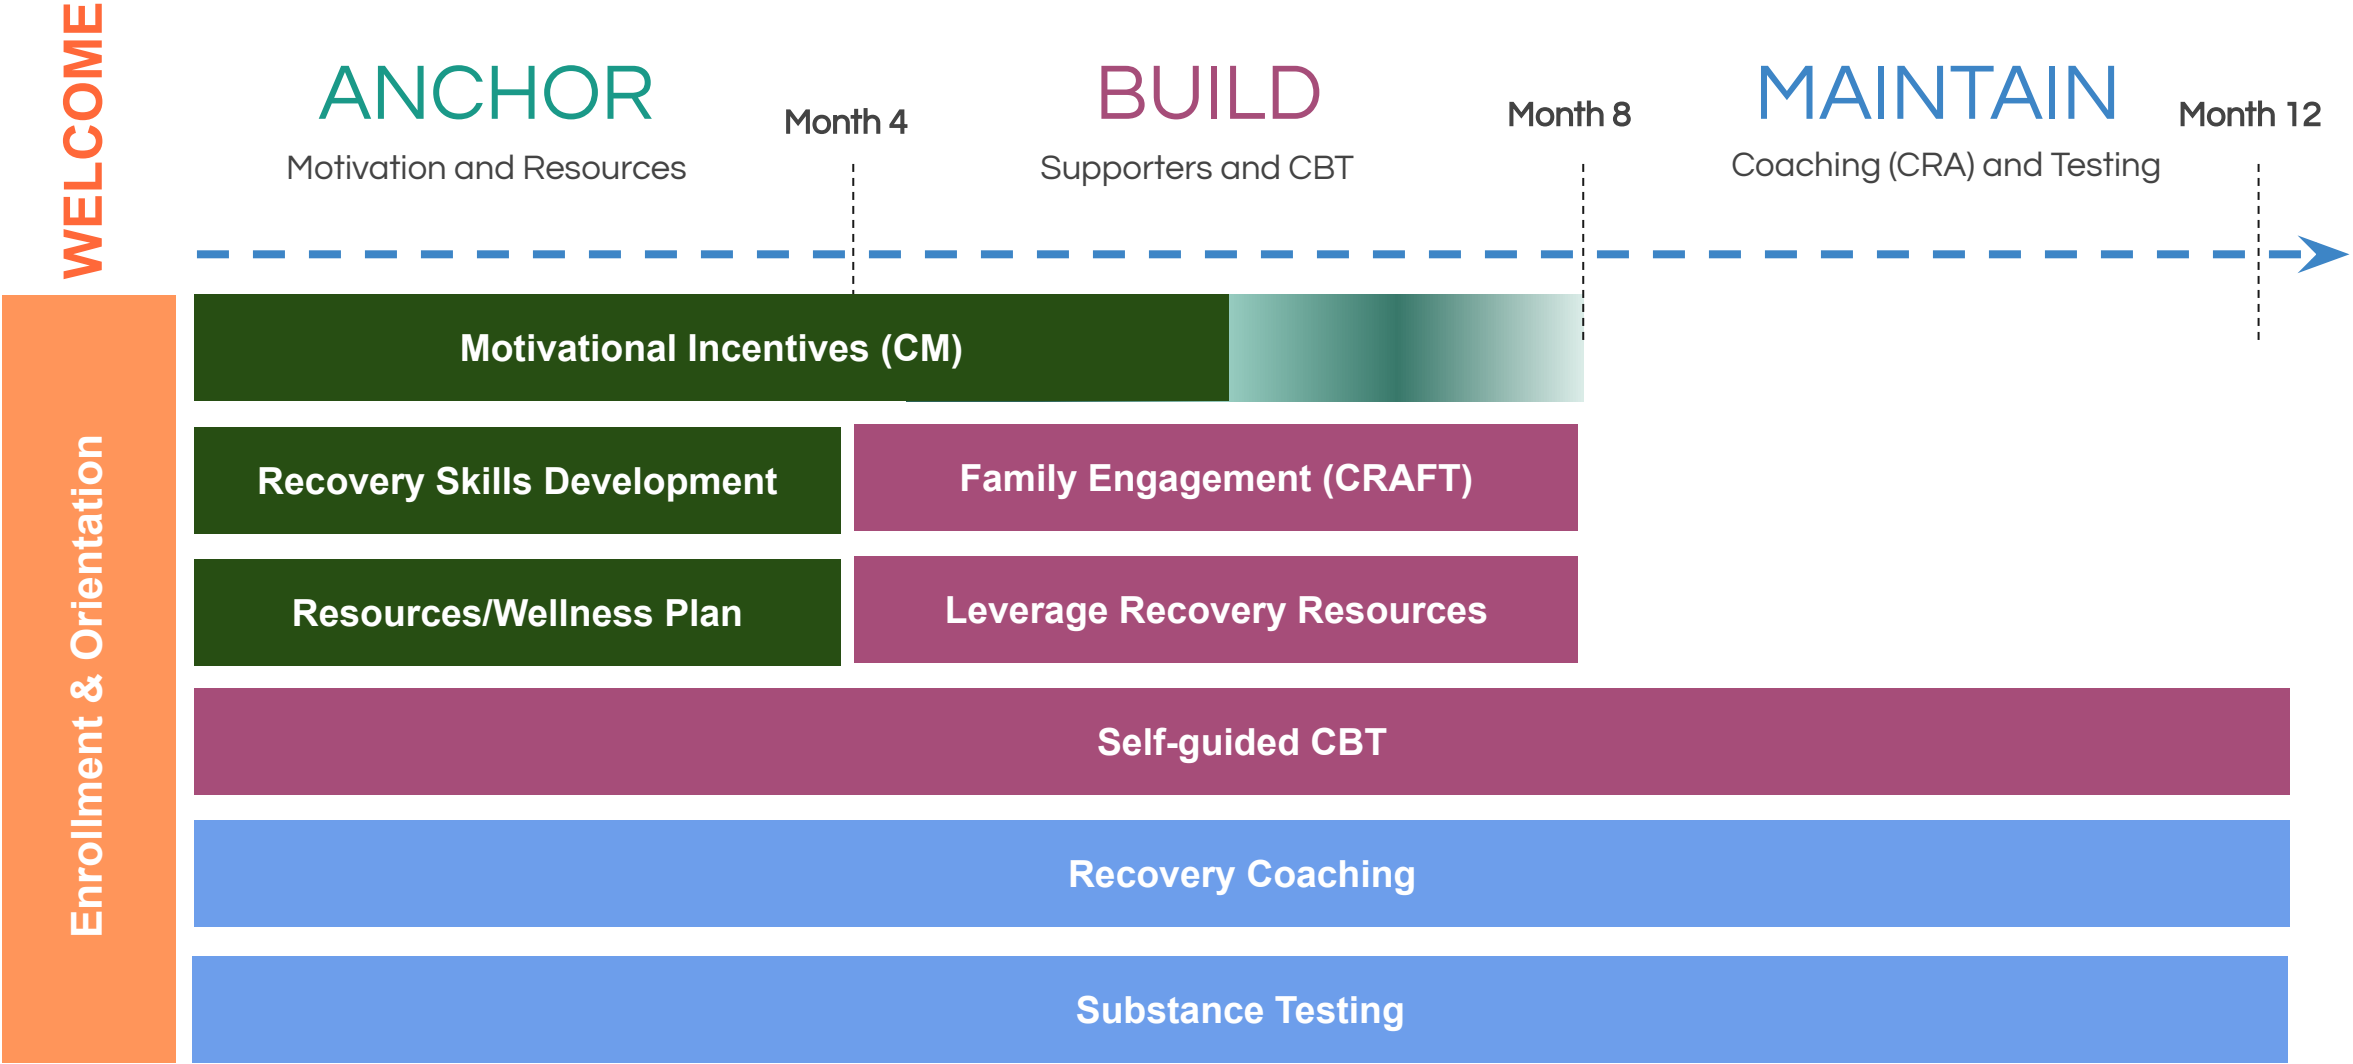 WELCOME
ANCHOR
Motivation and Resources
Month 4
BUILD
Supporters and CBT
Month 8
MAINTAIN
Coaching (CRA) and Testing
Month 12
Enrollment & Orientation
Motivational Incentives (CM)
Recovery Skills Development
Family Engagement (CRAFT)
Resources/Wellness Plan
Leverage Recovery Resources
Self-guided CBT
Recovery Coaching
Substance Testing